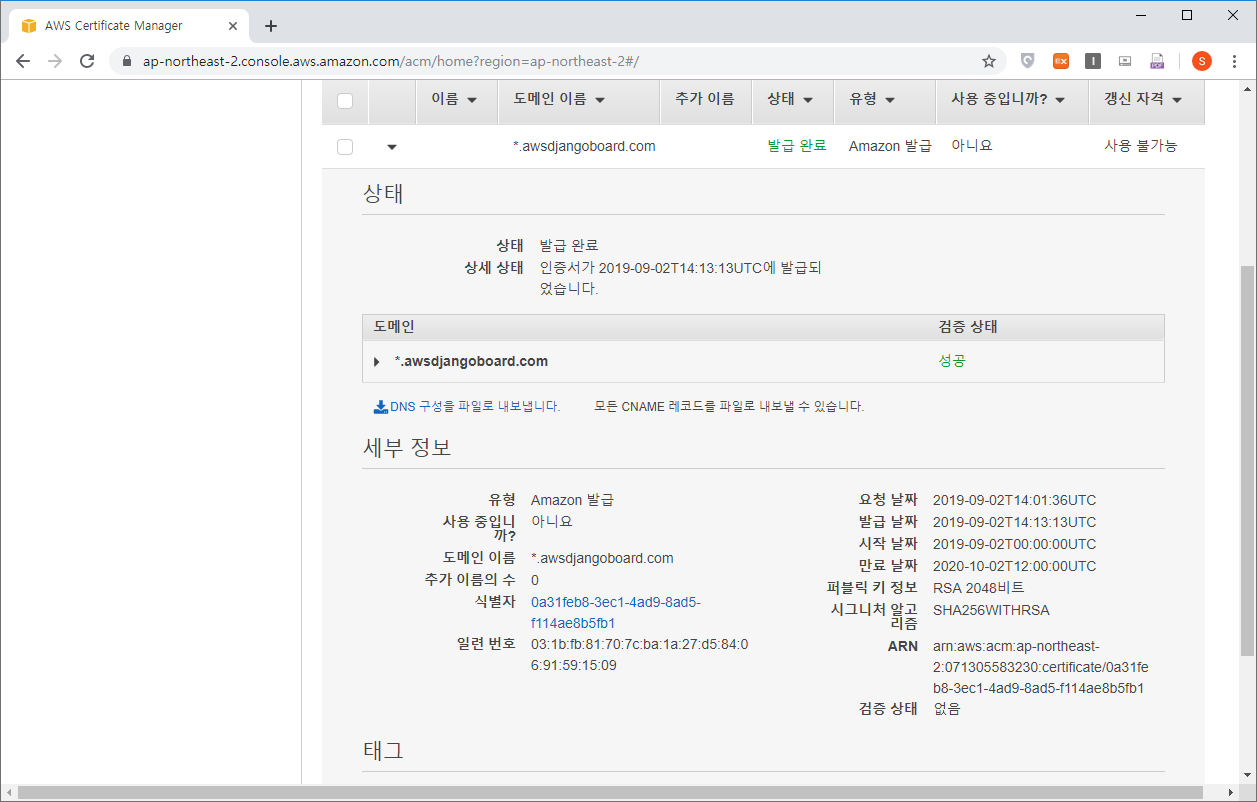 AWS Certificate Manager
ap-northeast-2.console.aws.amazon.com/acm/home?region=ap-northeast-2#/
EX
I
PDF
S
이름 도메인 이름 추가 이름 상태 유형 사용 중입니까? 갱신 자격
*.awsdjangoboard.com 발급 완료 Amazon 발급 아니요 사용 불가능
상태
상태 발급 완료
상세 상태 인증서가 2019-09-02T14:13:13UTC에 발급되
었습니다.
도메인 검증 상태
*.awsdjangoboard.com 성공
DNS 구성을 파일로 내보냅니다. 모든 CNAME 레코드를 파일로 내보낼 수 있습니다.
세부 정보
유형 Amazon 발급
사용 중입니
까? 아니요
도메인 이름 *.awsdjangoboard.com
추가 이름의 수 0
식별자 0a31feb8-3ec1-4ad9-8ad5-
f114ae8b5fb1
일련 번호 03:1b:fb:81:70:7c:ba:1a:27:d5:84:0
6:91:59:15:09
요청 날짜 2019-09-02T14:01:36UTC
발급 날짜 2019-09-02T14:13:13UTC
시작 날짜 2019-09-02T00:00:00UTC
만료 날짜 2020-10-02T12:00:00UTC
퍼블릭 키 정보 RSA 2048비트
시그니처 알고
리즘 SHA256WITHRSA
ARN arn:aws:acm:ap-northeast-
2:071305583230:certificate/0a31fe
b8-3ec1-4ad9-8ad5-f114ae8b5fb1
검증 상태 없음
태그